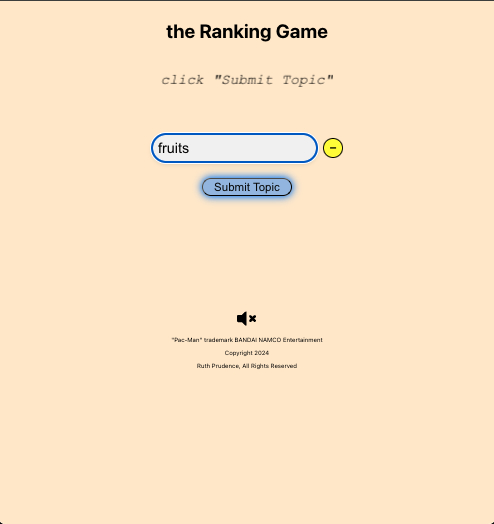 the Ranking Game
click "Submit Topic"
fruits −
Submit Topic
"Pac-Man" trademark BANDAI NAMCO Entertainment
Copyright 2024
Ruth Prudence, All Rights Reserved